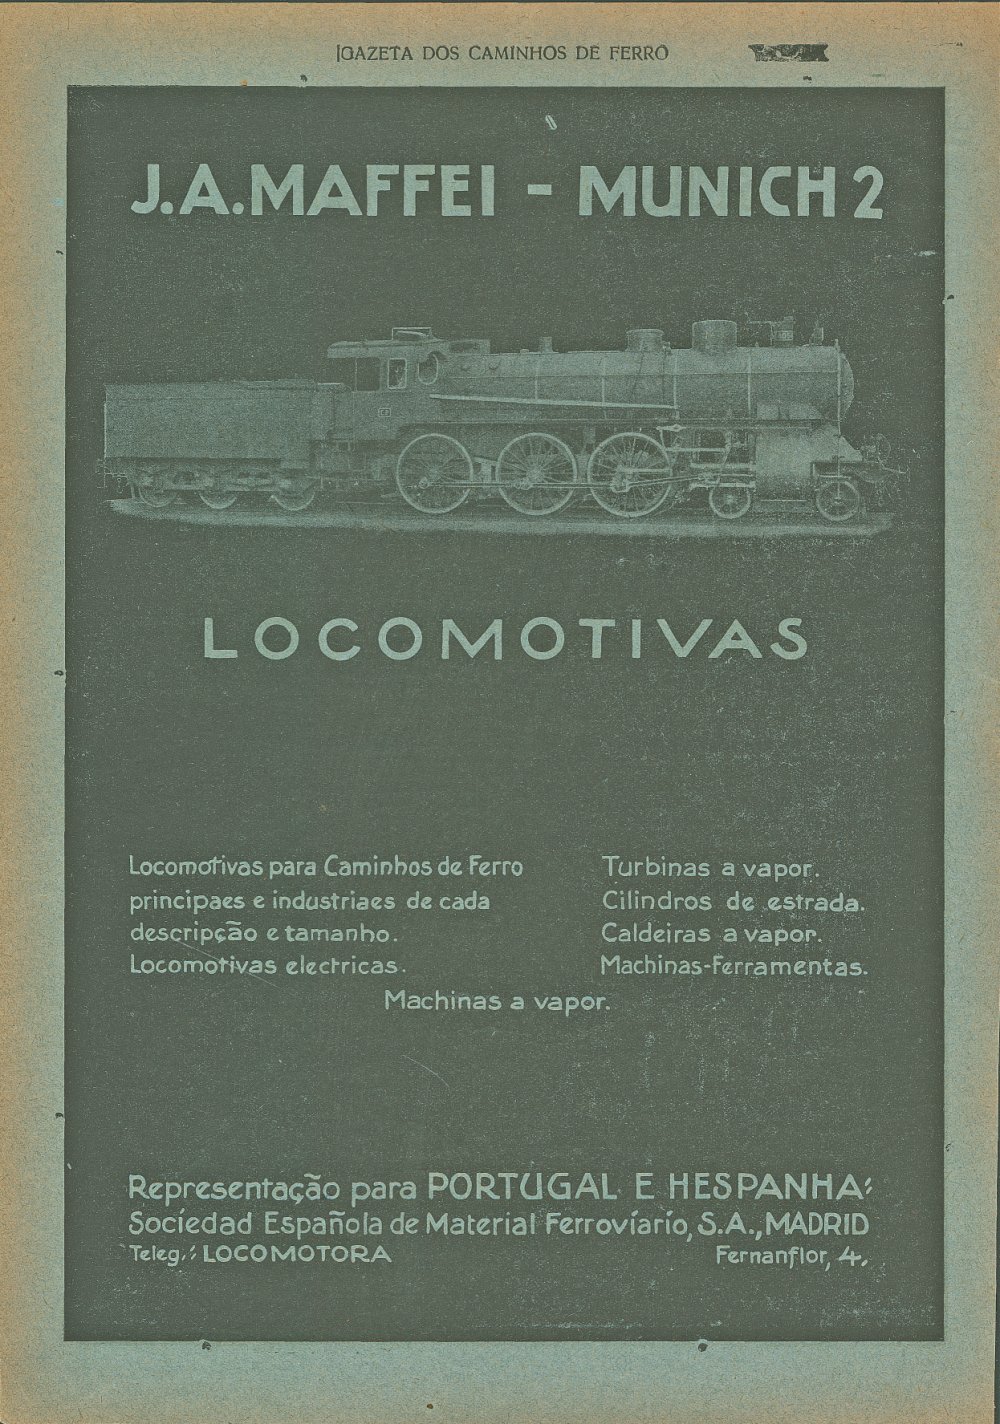 GAZETA DOS CAMINHOS DE FERRO
J.A.MAFFEI - MUNICH 2
LOCOMOTIVAS
Locomotivas para Caminhos de Ferro
principaes e industriaes de cada
descripção e tamanho.
Locomotivas electricas.
Turbinas a vapor.
Cilindros de estrada.
Caldeiras a vapor.
Machinas-Ferramentas.
Machinas a vapor.
Representação para PORTUGAL E HESPANHA:
Sociedad Española de Material Ferroviario, S.A., MADRID
Teleg.: LOCOMOTORA
Fernanflor, 4.